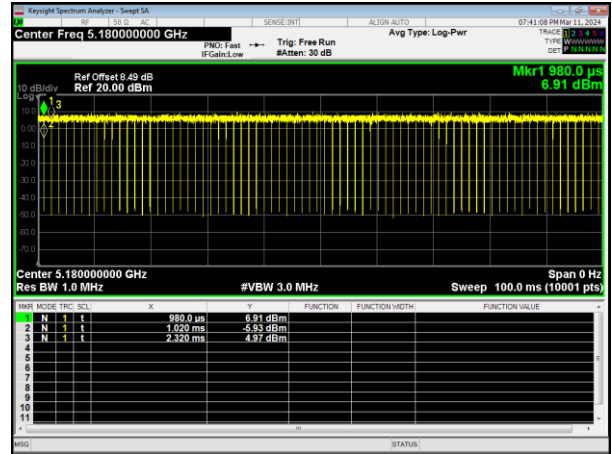 Keysight Spectrum Analyzer - Swept SA
RF 50 Ω AC SENSE:INT ALIGN AUTO 07:41:08 PM Mar 11, 2024
Center Freq 5.180000000 GHz Avg Type: Log-Pwr TRACE 1 2 3 4 5 6
PNO: Fast Trig: Free Run TYPE W W W W W W
IFGain:Low #Atten: 30 dB DET P N N N N N
Mkr1 980.0 µs
Ref Offset 8.49 dB
10 dB/div Ref 20.00 dBm 6.91 dBm
Log
1 3
10.0
2
0.00
-10.0
-20.0
-30.0
-40.0
-50.0
-60.0
-70.0
Center 5.180000000 GHz Span 0 Hz
Res BW 1.0 MHz #VBW 3.0 MHz Sweep 100.0 ms (10001 pts)
MKR MODE TRC SCL X Y FUNCTION FUNCTION WIDTH FUNCTION VALUE
1 N 1 t 980.0 µs 6.91 dBm
2 N 1 t 1.020 ms -5.93 dBm
3 N 1 t 2.320 ms 4.97 dBm
4
5
6
7
8
9
10
11
MSG STATUS